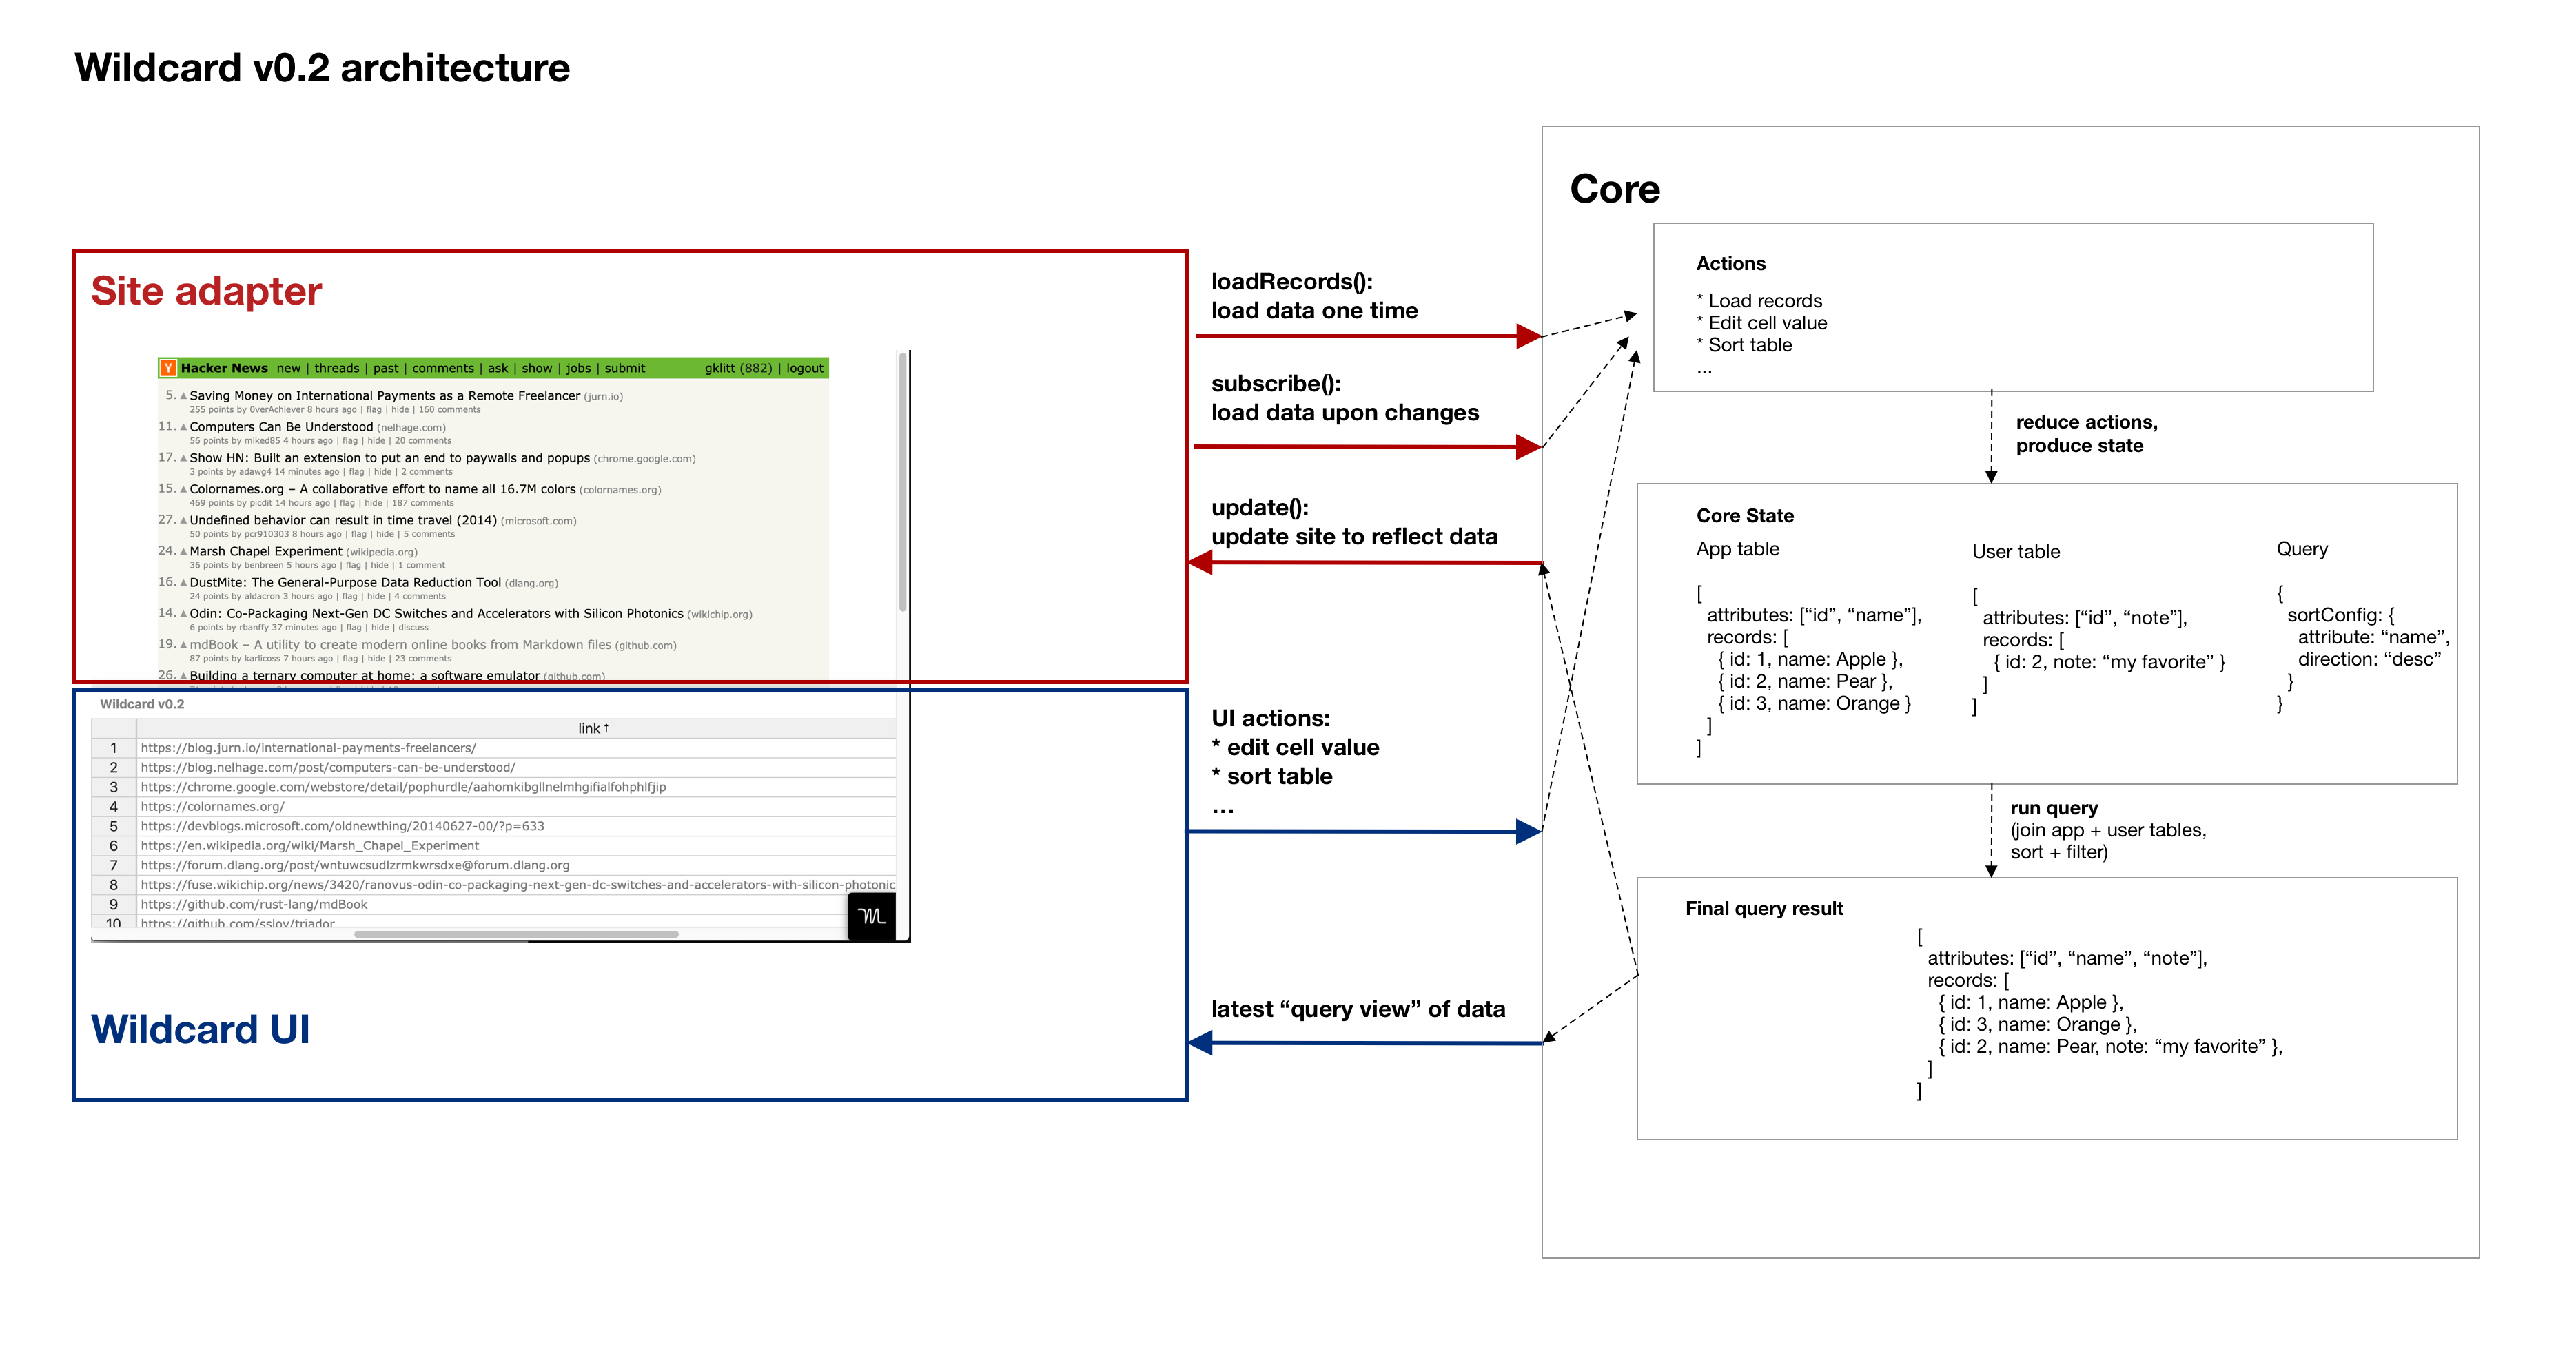 Wildcard v0.2 architecture
Site adapter
Y Hacker News new | threads | past | comments | ask | show | jobs | submit gklitt (882) | logout
5. Saving Money on International Payments as a Remote Freelancer (jurn.io)
255 points by 0verAchiever 8 hours ago | flag | hide | 160 comments
11. Computers Can Be Understood (nelhage.com)
56 points by miked85 4 hours ago | flag | hide | 20 comments
17. Show HN: Built an extension to put an end to paywalls and popups (chrome.google.com)
3 points by adawg4 14 minutes ago | flag | hide | 2 comments
15. Colornames.org – A collaborative effort to name all 16.7M colors (colornames.org)
469 points by picdit 14 hours ago | flag | hide | 187 comments
27. Undefined behavior can result in time travel (2014) (microsoft.com)
50 points by pcr910303 8 hours ago | flag | hide | 5 comments
24. Marsh Chapel Experiment (wikipedia.org)
36 points by benbreen 5 hours ago | flag | hide | 1 comment
16. DustMite: The General-Purpose Data Reduction Tool (dlang.org)
24 points by aldacron 3 hours ago | flag | hide | 4 comments
14. Odin: Co-Packaging Next-Gen DC Switches and Accelerators with Silicon Photonics (wikichip.org)
6 points by rbanffy 37 minutes ago | flag | hide | discuss
19. mdBook – A utility to create modern online books from Markdown files (github.com)
87 points by karlicoss 7 hours ago | flag | hide | 23 comments
26. Building a ternary computer at home: a software emulator (github.com)
Wildcard v0.2
link ↑
1 https://blog.jurn.io/international-payments-freelancers/
2 https://blog.nelhage.com/post/computers-can-be-understood/
3 https://chrome.google.com/webstore/detail/pophurdle/aahomkibgllnelmhgifialfohphlfjip
4 https://colornames.org/
5 https://devblogs.microsoft.com/oldnewthing/20140627-00/?p=633
6 https://en.wikipedia.org/wiki/Marsh_Chapel_Experiment
7 https://forum.dlang.org/post/wntuwcsudlzrmkwrsdxe@forum.dlang.org
8 https://fuse.wikichip.org/news/3420/ranovus-odin-co-packaging-next-gen-dc-switches-and-accelerators-with-silicon-photonic
9 https://github.com/rust-lang/mdBook
10 https://github.com/ssloy/triador
Wildcard UI
loadRecords():
load data one time
subscribe():
load data upon changes
update():
update site to reflect data
UI actions:
* edit cell value
* sort table
...
latest “query view” of data
Core
Actions
* Load records
* Edit cell value
* Sort table
...
reduce actions,
produce state
Core State
App table
[
attributes: [“id”, “name”],
records: [
{ id: 1, name: Apple },
{ id: 2, name: Pear },
{ id: 3, name: Orange }
]
]
User table
[
attributes: [“id”, “note”],
records: [
{ id: 2, note: “my favorite” }
]
]
Query
{
sortConfig: {
attribute: “name”,
direction: “desc”
}
}
run query
(join app + user tables,
sort + filter)
Final query result
[
attributes: [“id”, “name”, “note”],
records: [
{ id: 1, name: Apple },
{ id: 3, name: Orange },
{ id: 2, name: Pear, note: “my favorite” },
]
]